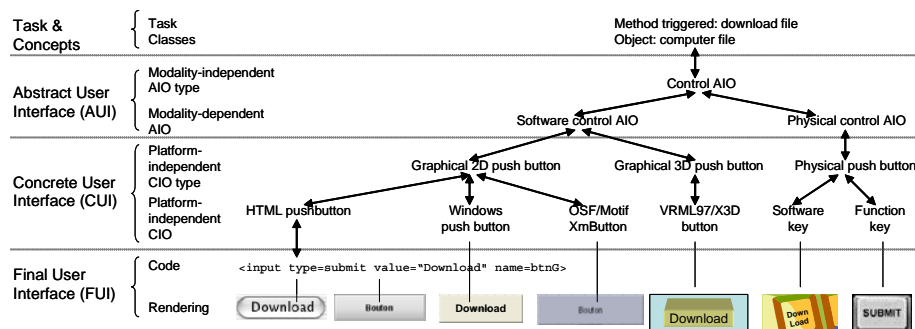 Task &
Concepts
Task
Classes
Method triggered: download file
Object: computer file
Abstract User
Interface (AUI)
Modality-independent
AIO type
Modality-dependent
AIO
Control AIO
Software control AIO
Physical control AIO
Concrete User
Interface (CUI)
Platform-
independent
CIO type
Platform-
independent
CIO
Graphical 2D push button
Graphical 3D push button
Physical push button
HTML pushbutton
Windows
push button
OSF/Motif
XmButton
VRML97/X3D
button
Software
key
Function
key
Final User
Interface (FUI)
Code
<input type=submit value="Download" name=btnG>
Rendering
Download
Bouton
Download
Bouton
Download
Down
Load
SUBMIT